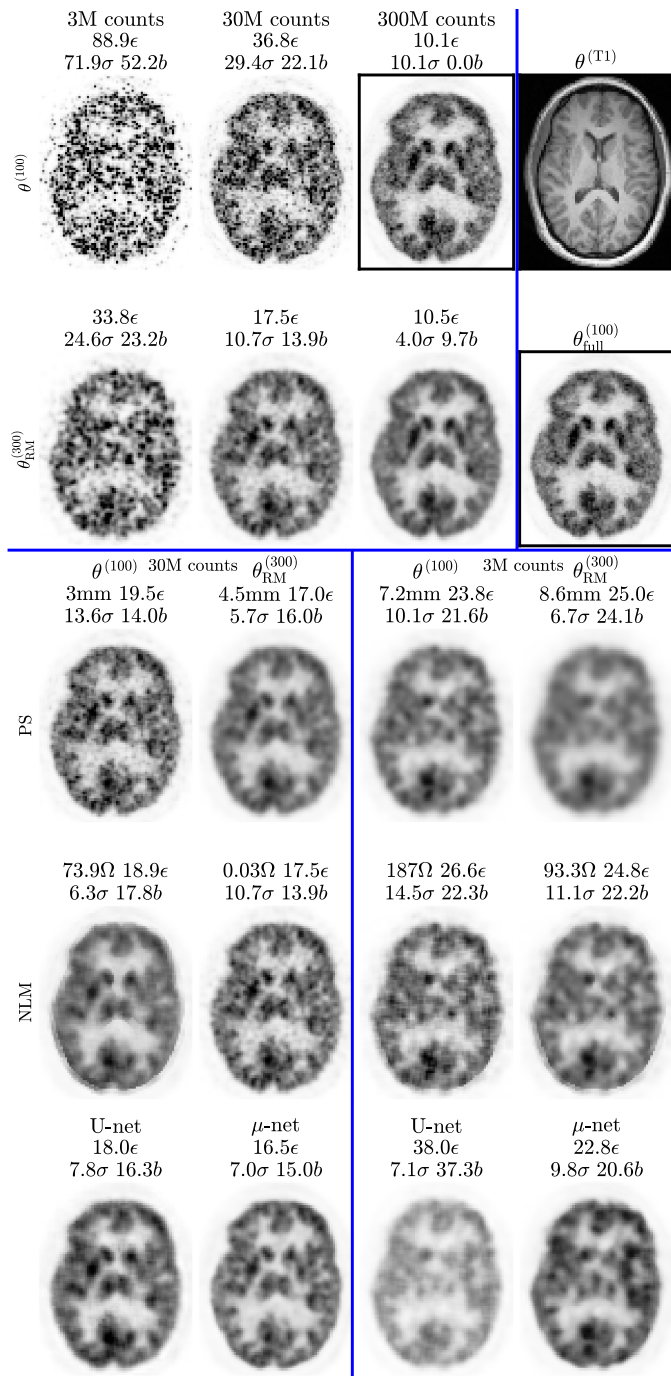 3M counts 30M counts 300M counts
88.9ϵ 36.8ϵ 10.1ϵ
71.9σ 52.2b 29.4σ 22.1b 10.1σ 0.0b
θ^(T1)
θ^(100)
33.8ϵ 17.5ϵ 10.5ϵ
24.6σ 23.2b 10.7σ 13.9b 4.0σ 9.7b
θ_full^(100)
θ_RM^(300)
θ^(100) 30M counts θ_RM^(300) θ^(100) 3M counts θ_RM^(300)
3mm 19.5ϵ 4.5mm 17.0ϵ 7.2mm 23.8ϵ 8.6mm 25.0ϵ
13.6σ 14.0b 5.7σ 16.0b 10.1σ 21.6b 6.7σ 24.1b
PS
73.9Ω 18.9ϵ 0.03Ω 17.5ϵ 187Ω 26.6ϵ 93.3Ω 24.8ϵ
6.3σ 17.8b 10.7σ 13.9b 14.5σ 22.3b 11.1σ 22.2b
NLM
U-net μ-net U-net μ-net
18.0ϵ 16.5ϵ 38.0ϵ 22.8ϵ
7.8σ 16.3b 7.0σ 15.0b 7.1σ 37.3b 9.8σ 20.6b